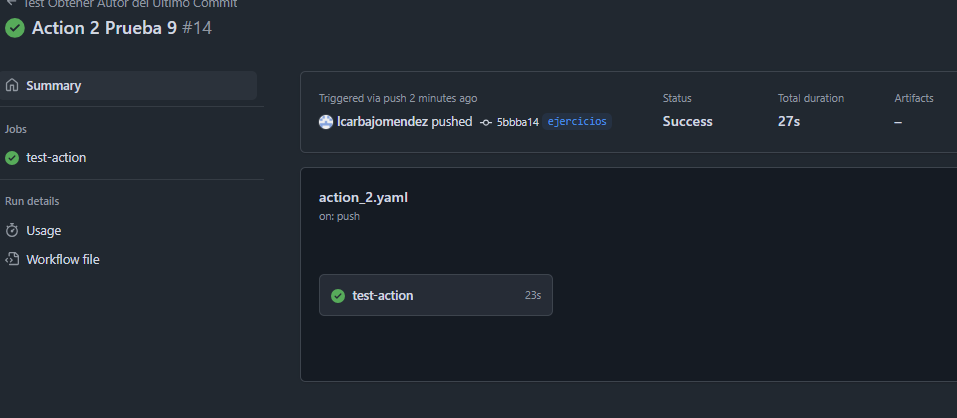 Test Obtener Autor del Ultimo Commit
Action 2 Prueba 9 #14
Summary
Jobs
test-action
Run details
Usage
Workflow file
Triggered via push 2 minutes ago
lcarbajomendez pushed 5bbba14 ejercicios
Status
Success
Total duration
27s
Artifacts
–
action_2.yaml
on: push
test-action 23s